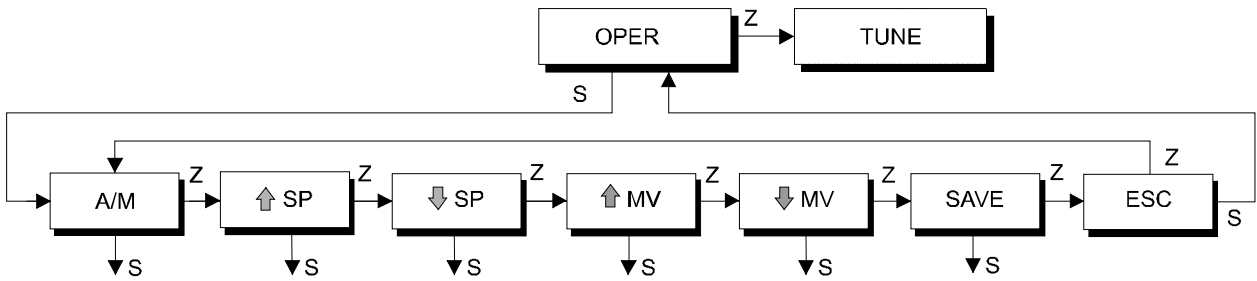 OPER Z TUNE
S
Z
A/M Z SP Z SP Z MV Z MV Z SAVE Z ESC S
S S S S S S